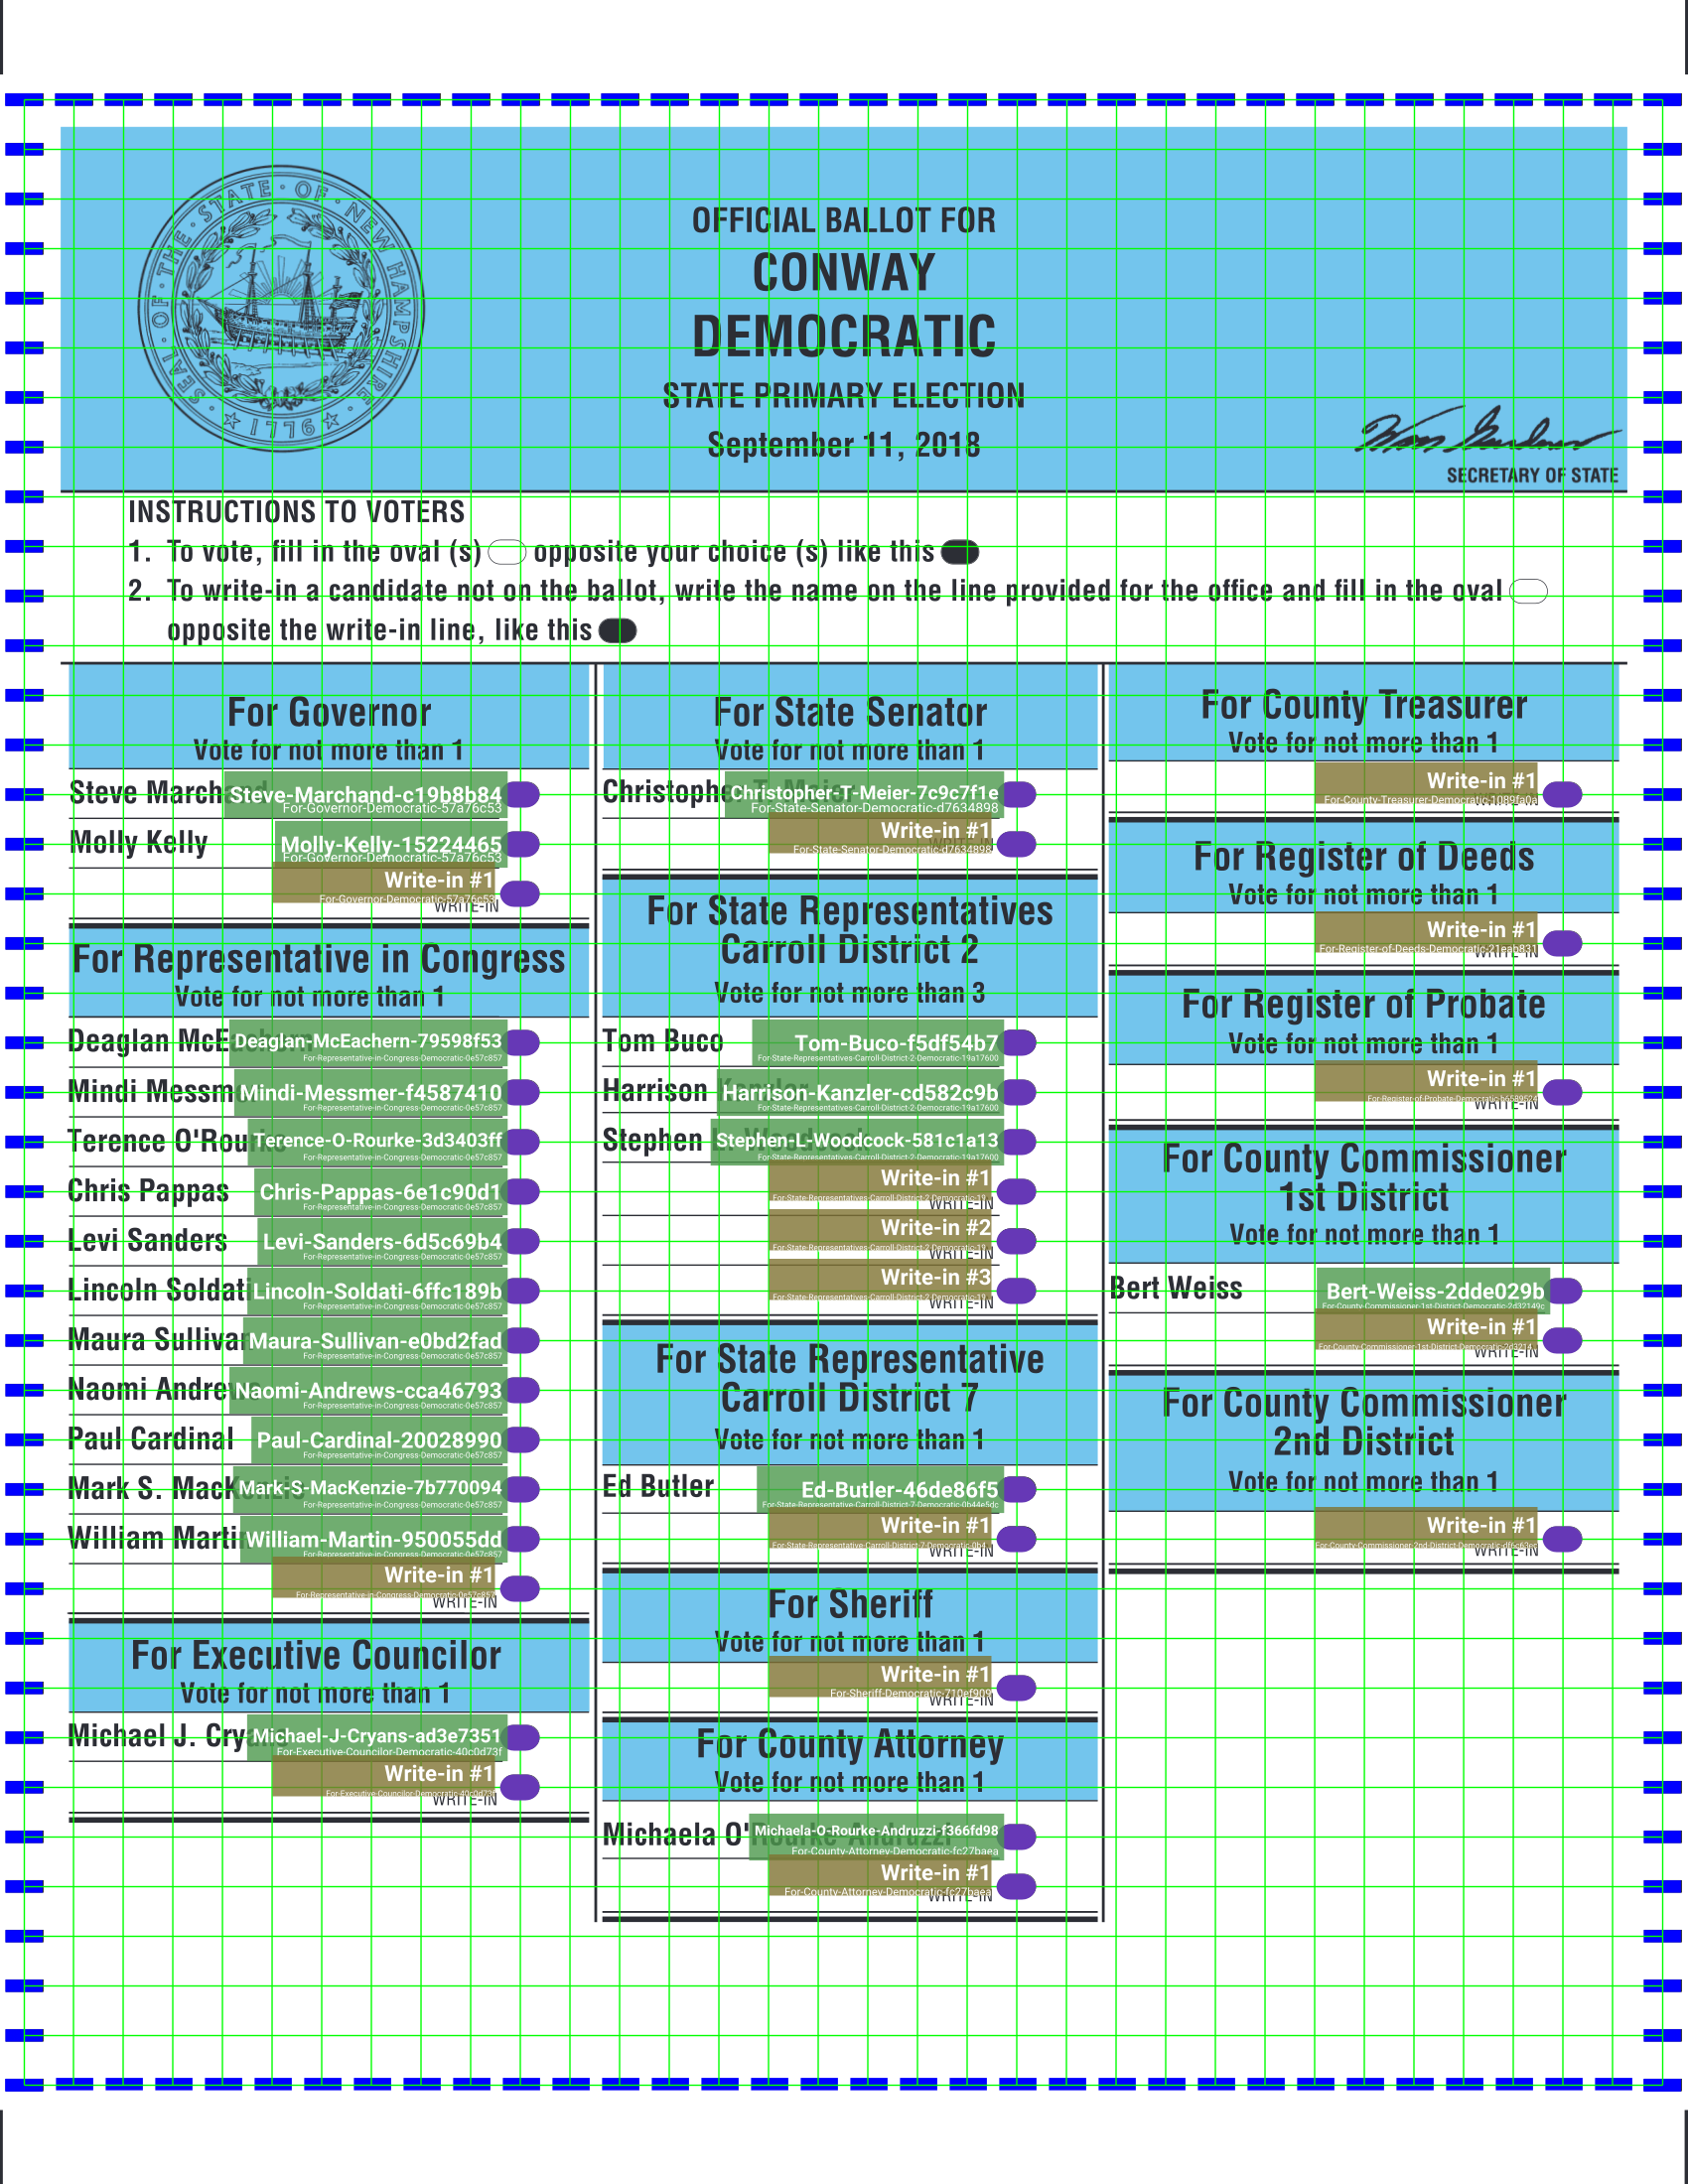 SEAL · OF · THE · STATE · OF · NEW HAMPSHIRE · 1776
OFFICIAL BALLOT FOR
CONWAY
DEMOCRATIC
STATE PRIMARY ELECTION
September 11, 2018
SECRETARY OF STATE
INSTRUCTIONS TO VOTERS
1. To vote, fill in the oval (s) opposite your choice (s) like this
2. To write-in a candidate not on the ballot, write the name on the line provided for the office and fill in the oval
opposite the write-in line, like this
For Governor
Vote for not more than 1
Steve Marchand
Steve-Marchand-c19b8b84
For-Governor-Democratic-57a76c53
Molly Kelly
Molly-Kelly-15224465
For-Governor-Democratic-57a76c53
Write-in #1
For-Governor-Democratic-57a76c53
WRITE-IN
For Representative in Congress
Vote for not more than 1
Deaglan McEachern
Deaglan-McEachern-79598f53
For-Representative-in-Congress-Democratic-0e57c857
Mindi Messmer
Mindi-Messmer-f4587410
For-Representative-in-Congress-Democratic-0e57c857
Terence O'Rourke
Terence-O-Rourke-3d3403ff
For-Representative-in-Congress-Democratic-0e57c857
Chris Pappas
Chris-Pappas-6e1c90d1
For-Representative-in-Congress-Democratic-0e57c857
Levi Sanders
Levi-Sanders-6d5c69b4
For-Representative-in-Congress-Democratic-0e57c857
Lincoln Soldati
Lincoln-Soldati-6ffc189b
For-Representative-in-Congress-Democratic-0e57c857
Maura Sullivan
Maura-Sullivan-e0bd2fad
For-Representative-in-Congress-Democratic-0e57c857
Naomi Andrews
Naomi-Andrews-cca46793
For-Representative-in-Congress-Democratic-0e57c857
Paul Cardinal
Paul-Cardinal-20028990
For-Representative-in-Congress-Democratic-0e57c857
Mark S. MacKenzie
Mark-S-MacKenzie-7b770094
For-Representative-in-Congress-Democratic-0e57c857
William Martin
William-Martin-950055dd
For-Representative-in-Congress-Democratic-0e57c857
Write-in #1
For-Representative-in-Congress-Democratic-0e57c857
WRITE-IN
For Executive Councilor
Vote for not more than 1
Michael J. Cryans
Michael-J-Cryans-ad3e7351
For-Executive-Councilor-Democratic-40c0d73f
Write-in #1
For-Executive-Councilor-Democratic-40c0d73f
WRITE-IN
For State Senator
Vote for not more than 1
Christopher T. Meier
Christopher-T-Meier-7c9c7f1e
For-State-Senator-Democratic-d7634898
Write-in #1
For-State-Senator-Democratic-d7634898
WRITE-IN
For State Representatives
Carroll District 2
Vote for not more than 3
Tom Buco
Tom-Buco-f5df54b7
For-State-Representatives-Carroll-District-2-Democratic-19a17600
Harrison Kanzler
Harrison-Kanzler-cd582c9b
For-State-Representatives-Carroll-District-2-Democratic-19a17600
Stephen L. Woodcock
Stephen-L-Woodcock-581c1a13
For-State-Representatives-Carroll-District-2-Democratic-19a17600
Write-in #1
WRITE-IN
Write-in #2
WRITE-IN
Write-in #3
WRITE-IN
For State Representative
Carroll District 7
Vote for not more than 1
Ed Butler
Ed-Butler-46de86f5
For-State-Representative-Carroll-District-7-Democratic-0b44e5dc
Write-in #1
WRITE-IN
For Sheriff
Vote for not more than 1
Write-in #1
For-Sheriff-Democratic-710ef909
WRITE-IN
For County Attorney
Vote for not more than 1
Michaela O'Rourke-Andruzzi
Michaela-O-Rourke-Andruzzi-f366fd98
For-County-Attorney-Democratic-fc27baea
Write-in #1
For-County-Attorney-Democratic-fc27baea
WRITE-IN
For County Treasurer
Vote for not more than 1
Write-in #1
WRITE-IN
For Register of Deeds
Vote for not more than 1
Write-in #1
For-Register-of-Deeds-Democratic-21eab831
WRITE-IN
For Register of Probate
Vote for not more than 1
Write-in #1
WRITE-IN
For County Commissioner
1st District
Vote for not more than 1
Bert Weiss
Bert-Weiss-2dde029b
For-County-Commissioner-1st-District-Democratic-2d32149c
Write-in #1
WRITE-IN
For County Commissioner
2nd District
Vote for not more than 1
Write-in #1
WRITE-IN